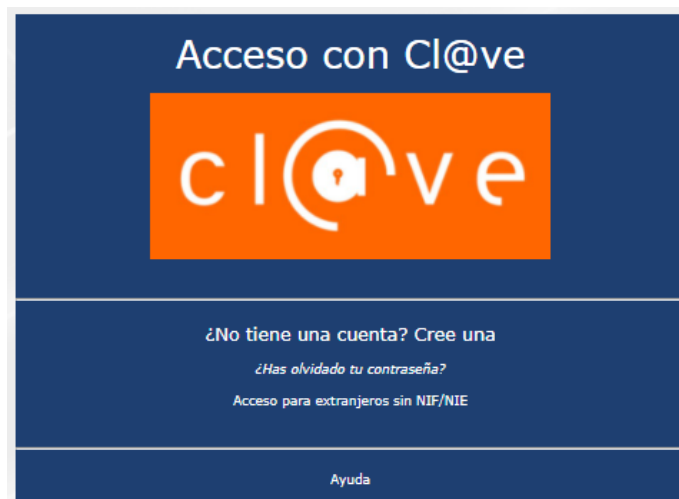 Acceso con Cl@ve
cl@ve
¿No tiene una cuenta? Cree una
¿Has olvidado tu contraseña?
Acceso para extranjeros sin NIF/NIE
Ayuda